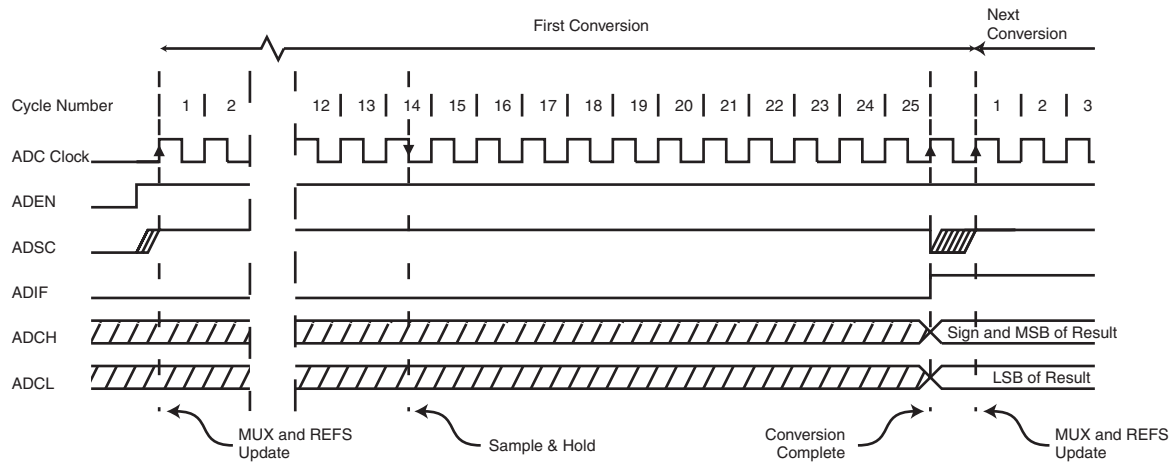 First Conversion
Next
Conversion
Cycle Number 1 2 12 13 14 15 16 17 18 19 20 21 22 23 24 25 1 2 3
ADC Clock
ADEN
ADSC
ADIF
ADCH Sign and MSB of Result
ADCL LSB of Result
MUX and REFS
Update
Sample & Hold
Conversion
Complete
MUX and REFS
Update